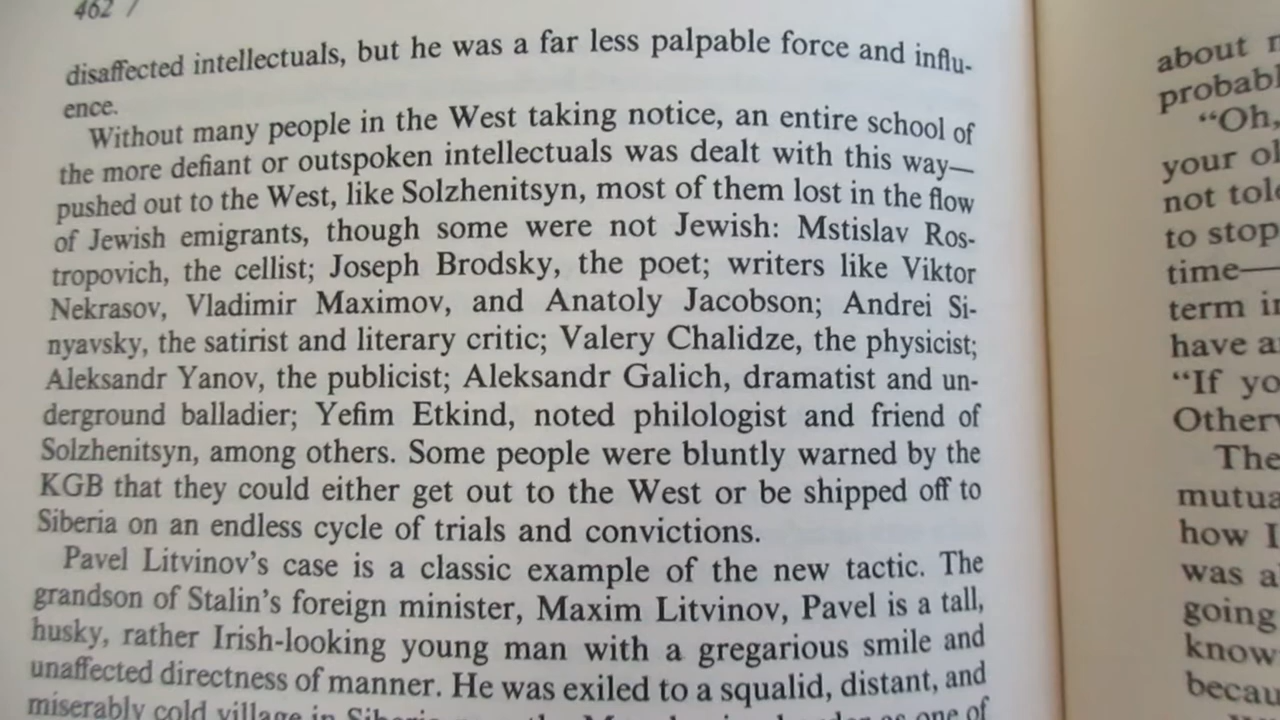 462 /
disaffected intellectuals, but he was a far less palpable force and influ-
ence.
Without many people in the West taking notice, an entire school of
the more defiant or outspoken intellectuals was dealt with this way—
pushed out to the West, like Solzhenitsyn, most of them lost in the flow
of Jewish emigrants, though some were not Jewish: Mstislav Ros-
tropovich, the cellist; Joseph Brodsky, the poet; writers like Viktor
Nekrasov, Vladimir Maximov, and Anatoly Jacobson; Andrei Si-
nyavsky, the satirist and literary critic; Valery Chalidze, the physicist;
Aleksandr Yanov, the publicist; Aleksandr Galich, dramatist and un-
derground balladier; Yefim Etkind, noted philologist and friend of
Solzhenitsyn, among others. Some people were bluntly warned by the
KGB that they could either get out to the West or be shipped off to
Siberia on an endless cycle of trials and convictions.
Pavel Litvinov's case is a classic example of the new tactic. The
grandson of Stalin's foreign minister, Maxim Litvinov, Pavel is a tall,
husky, rather Irish-looking young man with a gregarious smile and
unaffected directness of manner. He was exiled to a squalid, distant, and
miserably cold village in Siberia as one of
about
“Oh,
your
not
to stop
time—
term
have
“If yo
The
how I
was
going
know